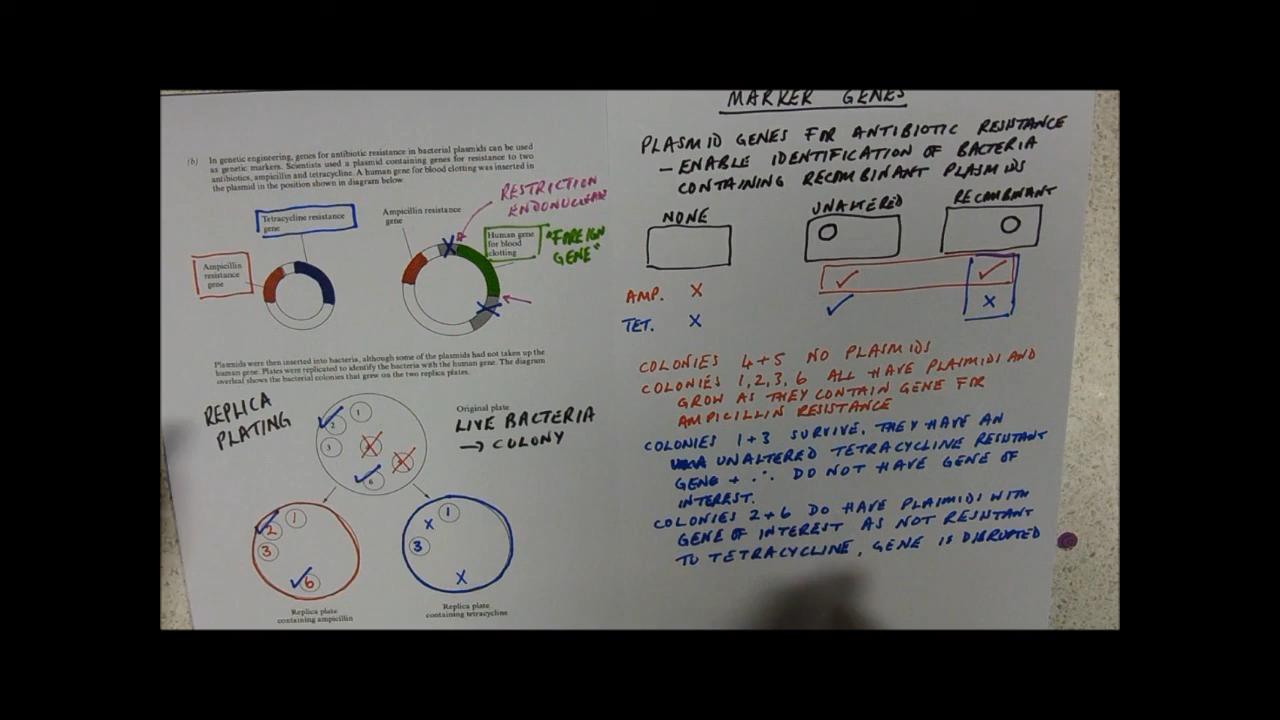 (b) In genetic engineering, genes for antibiotic resistance in bacterial plasmids can be used
as genetic markers. Scientists used a plasmid containing genes for resistance to two
antibiotics, ampicillin and tetracycline. A human gene for blood clotting was inserted in
the plasmid in the position shown in diagram below.
Tetracycline resistance
gene
Ampicillin
resistance
gene
Ampicillin resistance
gene
RESTRICTION
ENDONUCLEASE
Human gene
for blood
clotting
"FOREIGN
GENE"
Plasmids were then inserted into bacteria, although some of the plasmids had not taken up the
human gene. Plates were replicated to identify the bacteria with the human gene. The diagram
overleaf shows the bacterial colonies that grew on the two replica plates.
REPLICA
PLATING
1
2
3
6
Original plate
LIVE BACTERIA
→ COLONY
1
2
3
6
Replica plate
containing ampicillin
1
X
3
X
Replica plate
containing tetracycline
MARKER GENES
PLASMID GENES FOR ANTIBIOTIC RESISTANCE
– ENABLE IDENTIFICATION OF BACTERIA
CONTAINING RECOMBINANT PLASMIDS
NONE UNALTERED RECOMBINANT
AMP. X ✓ ✓
TET. X ✓ X
COLONIES 4+5 NO PLASMIDS
COLONIES 1,2,3,6 ALL HAVE PLASMIDS AND
GROW AS THEY CONTAIN GENE FOR
AMPICILLIN RESISTANCE
COLONIES 1+3 SURVIVE, THEY HAVE AN
UNALTERED TETRACYCLINE RESISTANT
GENE + ∴ DO NOT HAVE GENE OF
INTEREST.
COLONIES 2+6 DO HAVE PLASMIDS WITH
GENE OF INTEREST AS NOT RESISTANT
TO TETRACYCLINE, GENE IS DISRUPTED